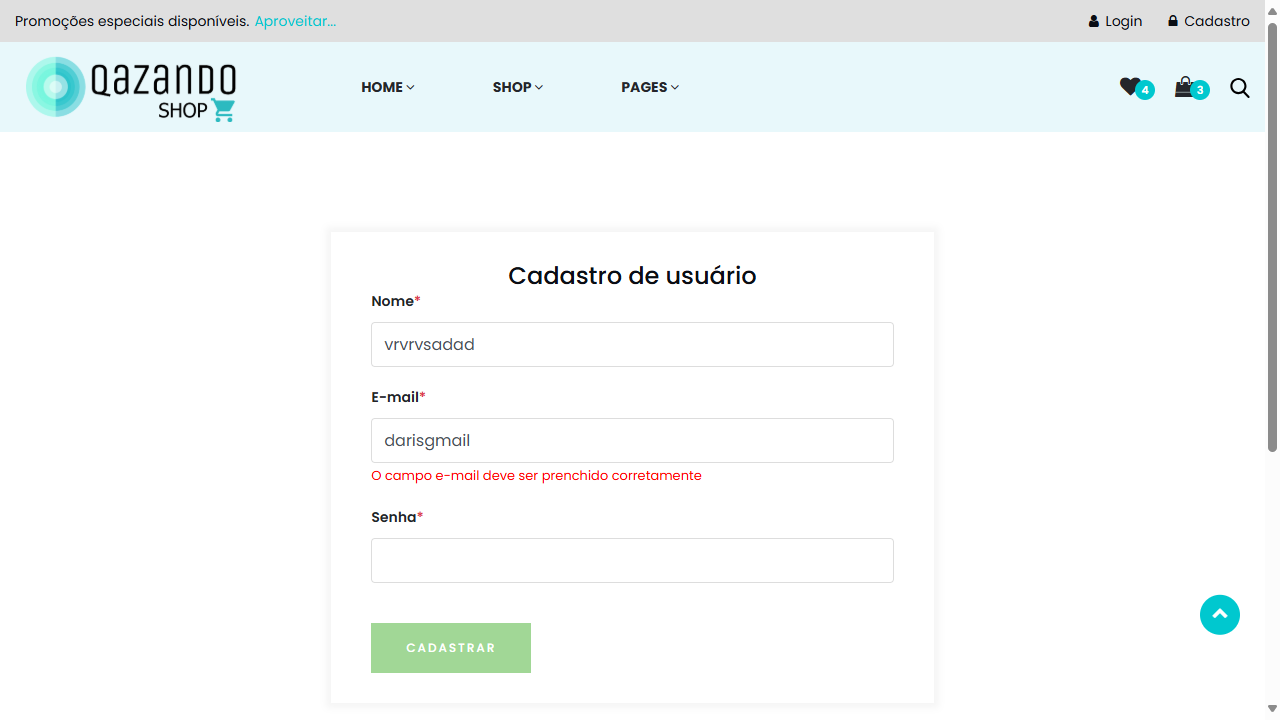 Promoções especiais disponíveis. Aproveitar...
Login
Cadastro
Qazando
SHOP
HOME
SHOP
PAGES
4
3
Cadastro de usuário
Nome*
vrvrvsadad
E-mail*
darisgmail
O campo e-mail deve ser prenchido corretamente
Senha*
CADASTRAR